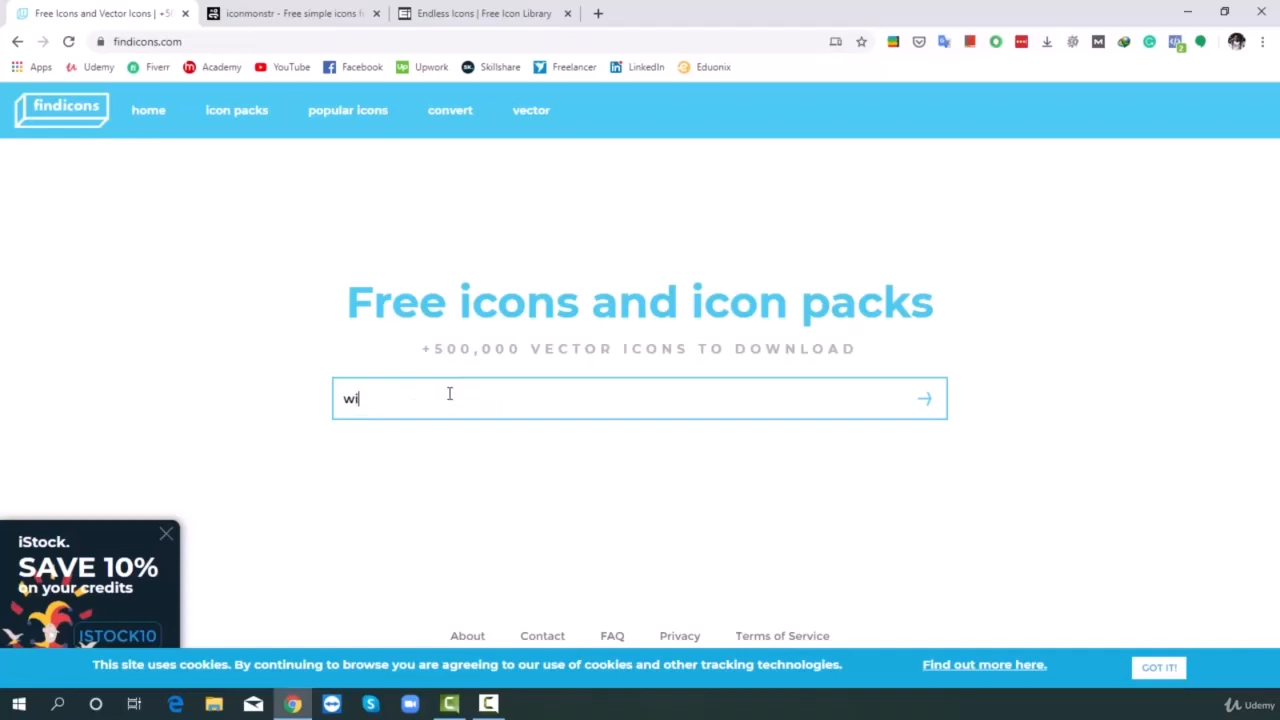 Free Icons and Vector Icons | +50
iconmonstr - Free simple icons f
Endless Icons | Free Icon Library
findicons.com
Apps
Udemy
Fiverr
Academy
YouTube
Facebook
Upwork
Skillshare
Freelancer
LinkedIn
Eduonix
findicons
home
icon packs
popular icons
convert
vector
Free icons and icon packs
+500,000 VECTOR ICONS TO DOWNLOAD
wi
iStock.
SAVE 10%
on your credits
ISTOCK10
About
Contact
FAQ
Privacy
Terms of Service
This site uses cookies. By continuing to browse you are agreeing to our use of cookies and other tracking technologies.
Find out more here.
GOT IT!
Udemy